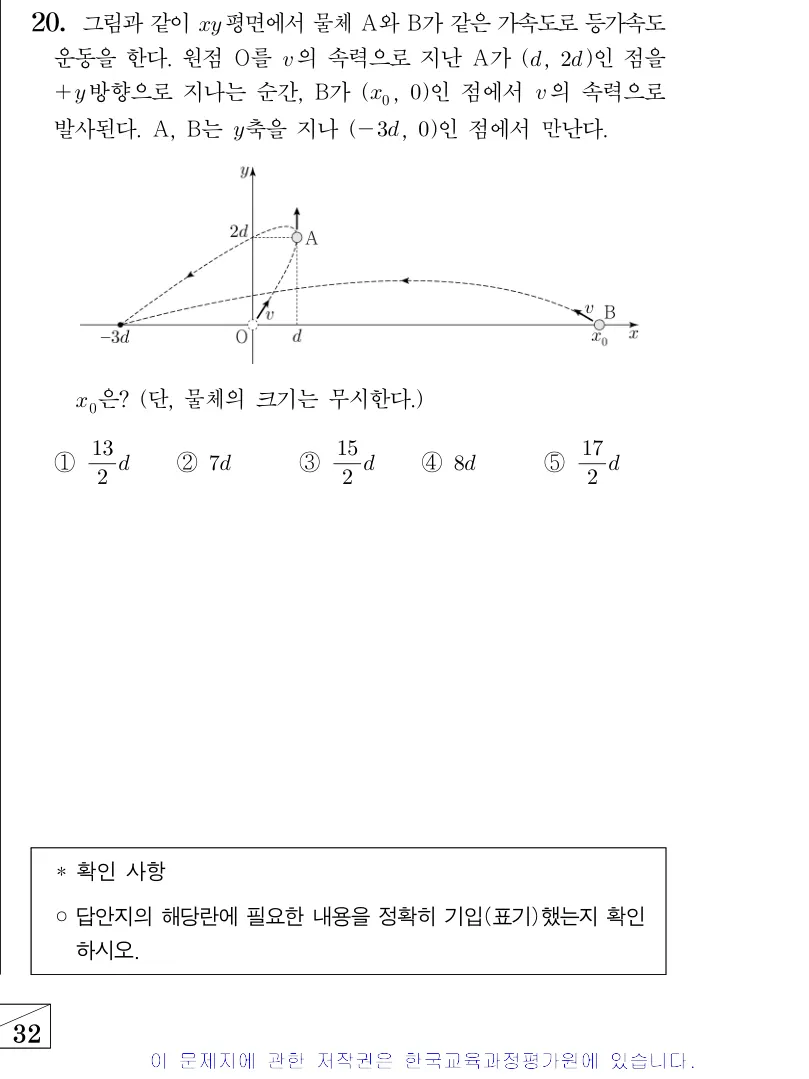 20. 그림과 같이 xy평면에서 물체 A와 B가 같은 가속도로 등가속도
운동을 한다. 원점 O를 v의 속력으로 지난 A가 (d, 2d)인 점을
+y방향으로 지나는 순간, B가 (x₀, 0)인 점에서 v의 속력으로
발사된다. A, B는 y축을 지나 (−3d, 0)인 점에서 만난다.
y
2d
A
v
v
B
−3d
O
d
x₀
x
x₀은? (단, 물체의 크기는 무시한다.)
① 13/2 d ② 7d ③ 15/2 d ④ 8d ⑤ 17/2 d
* 확인 사항
○ 답안지의 해당란에 필요한 내용을 정확히 기입(표기)했는지 확인
하시오.
32
이 문제지에 관한 저작권은 한국교육과정평가원에 있습니다.